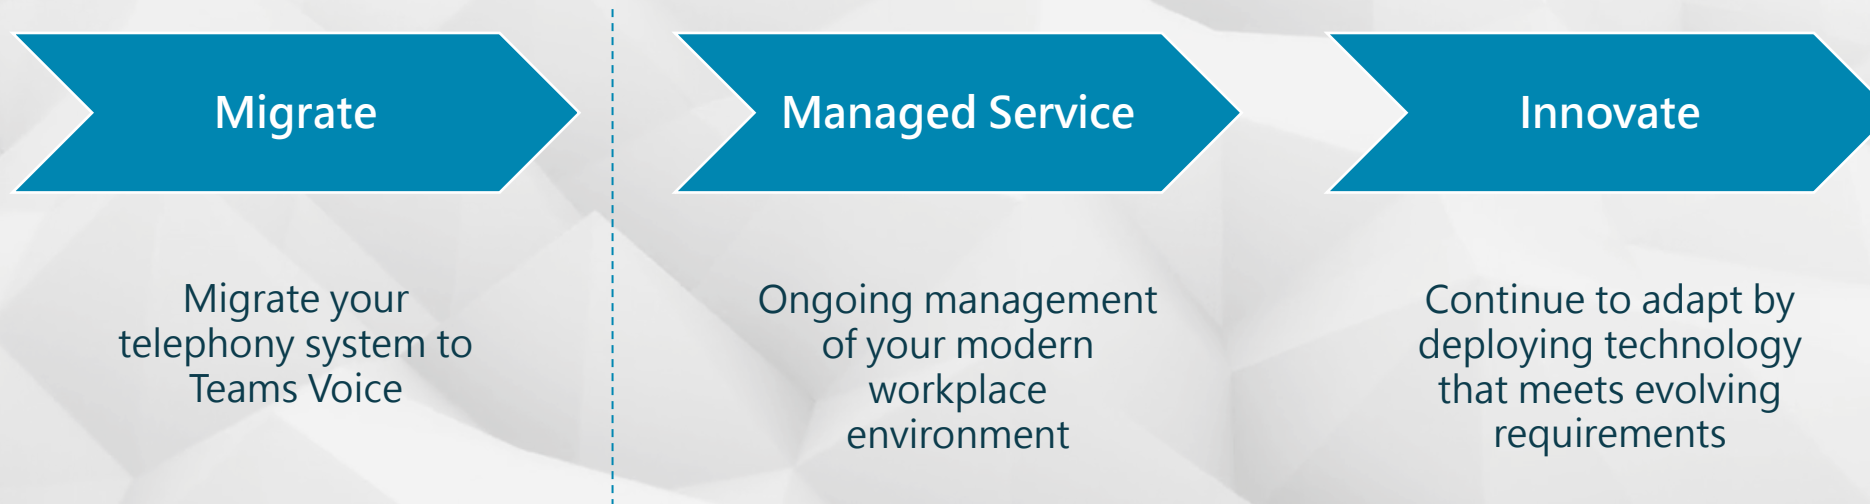 Migrate
Migrate your
telephony system to
Teams Voice
Managed Service
Ongoing management
of your modern
workplace
environment
Innovate
Continue to adapt by
deploying technology
that meets evolving
requirements